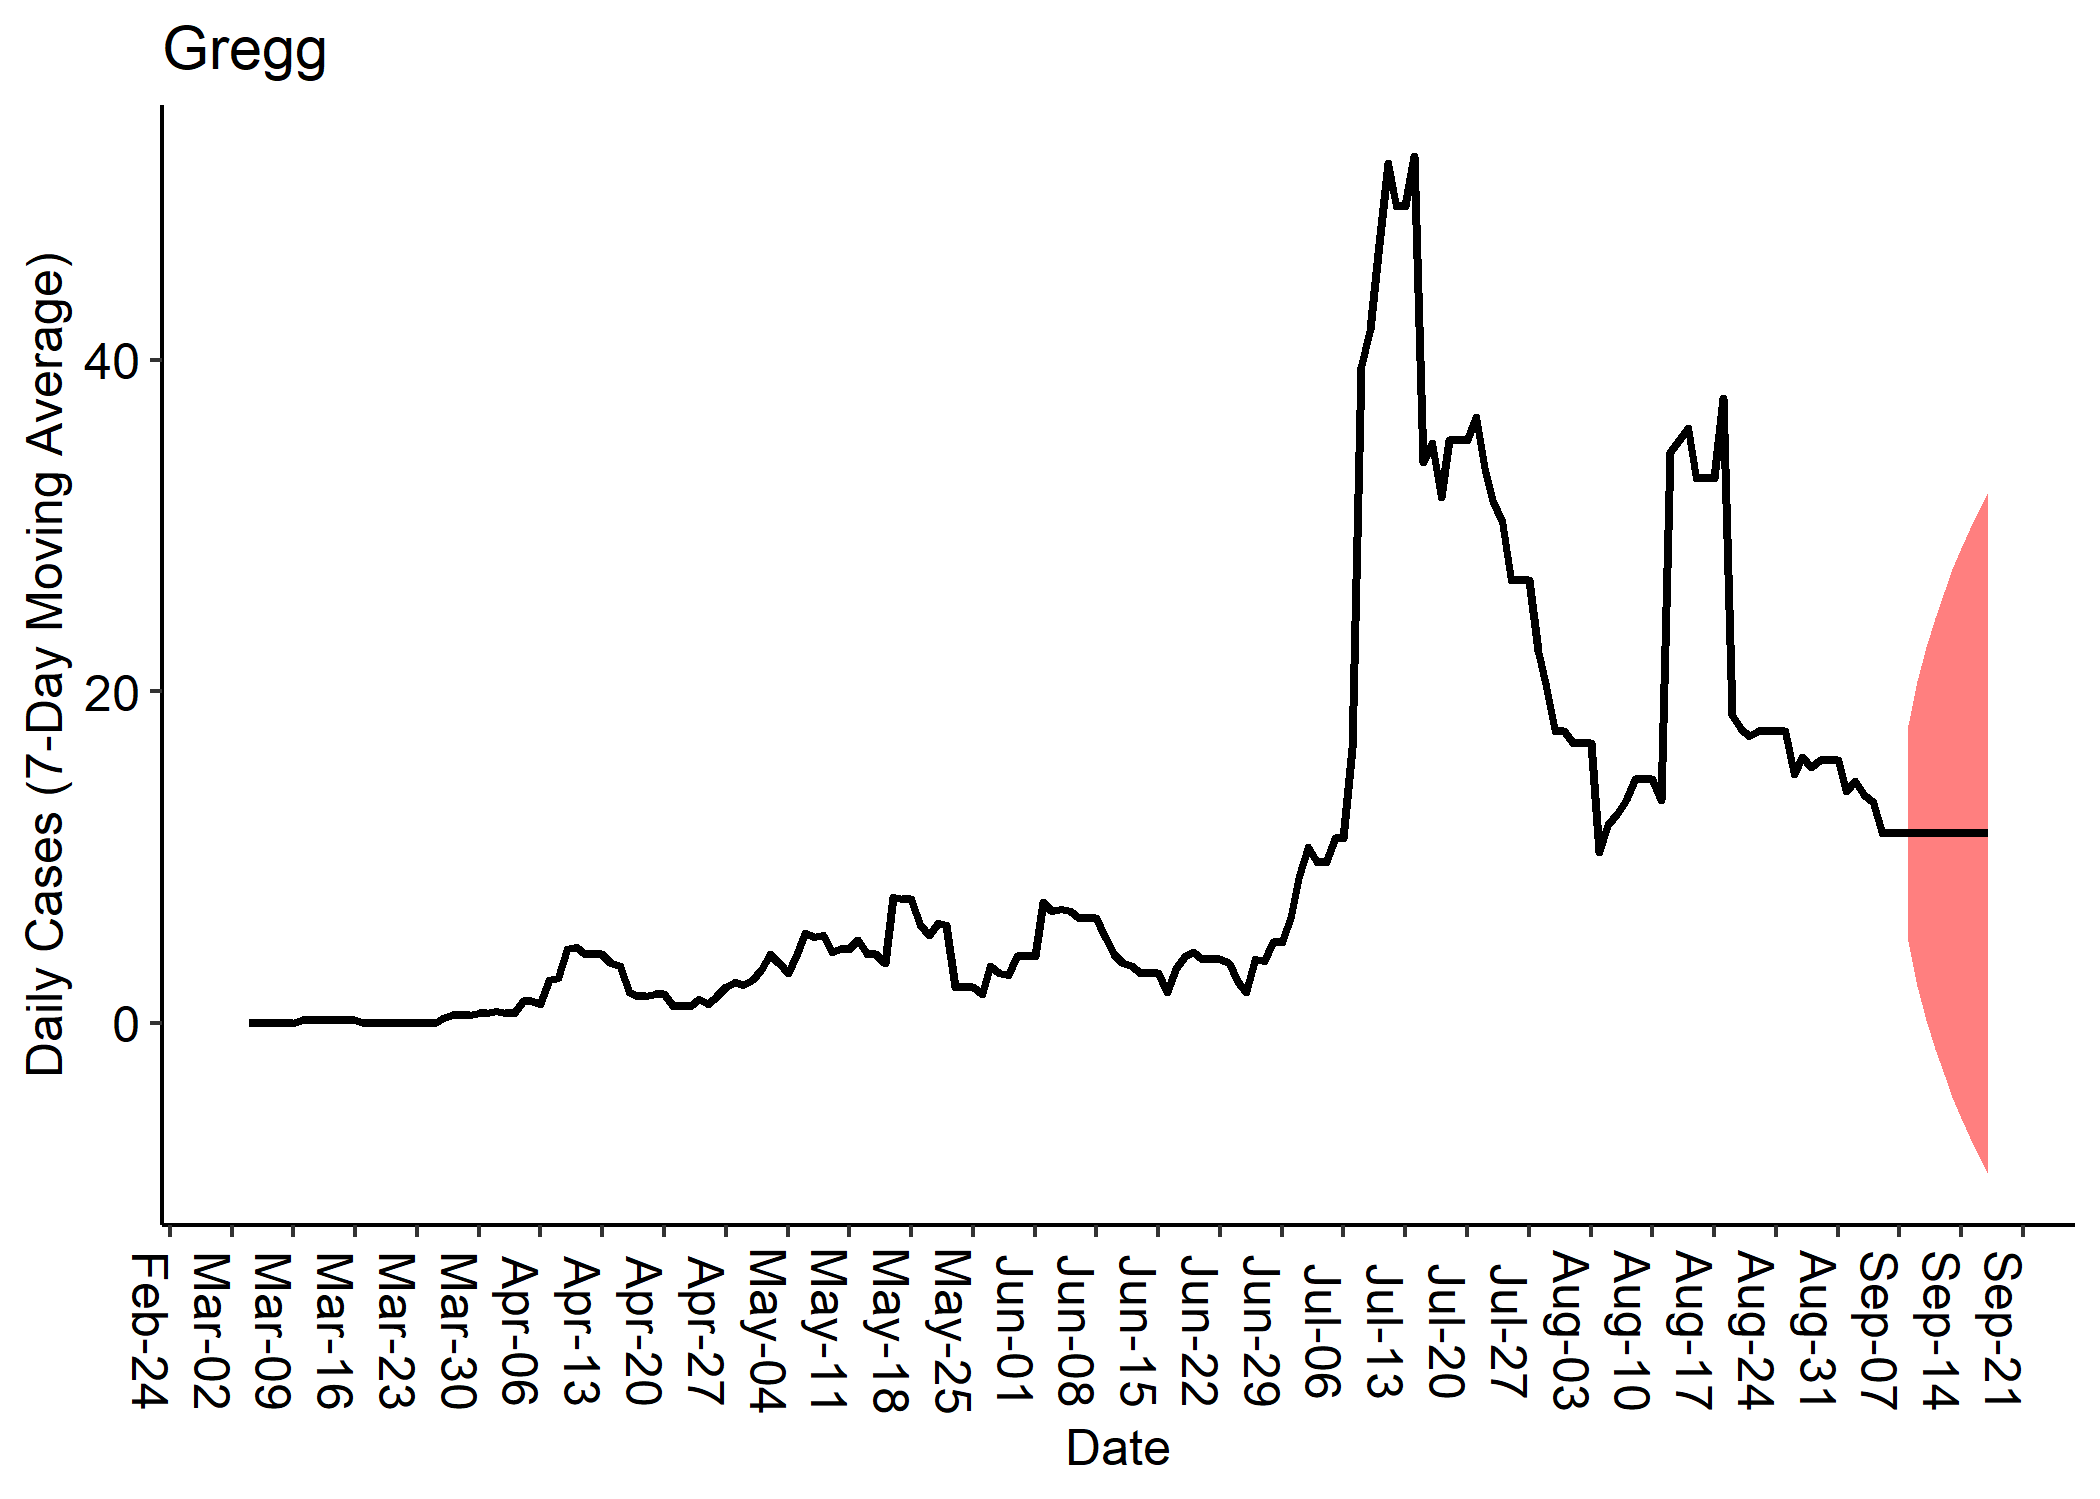 Gregg
Daily Cases (7-Day Moving Average)
40
20
0
Feb-24
Mar-02
Mar-09
Mar-16
Mar-23
Mar-30
Apr-06
Apr-13
Apr-20
Apr-27
May-04
May-11
May-18
May-25
Jun-01
Jun-08
Jun-15
Jun-22
Jun-29
Jul-06
Jul-13
Jul-20
Jul-27
Aug-03
Aug-10
Aug-17
Aug-24
Aug-31
Sep-07
Sep-14
Sep-21
Date